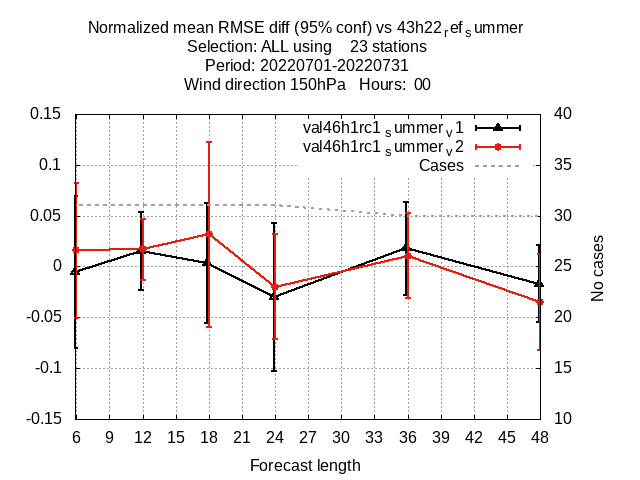 Normalized mean RMSE diff (95% conf) vs 43h22ᵣefₛummer
Selection: ALL using 23 stations
Period: 20220701-20220731
Wind direction 150hPa Hours: 00
0.15 40
val46h1rc1ₛummerᵥ1
val46h1rc1ₛummerᵥ2
0.1 35
Cases
0.05 30
0 25
No cases
-0.05 20
-0.1 15
-0.15 10
6 9 12 15 18 21 24 27 30 33 36 39 42 45 48
Forecast length